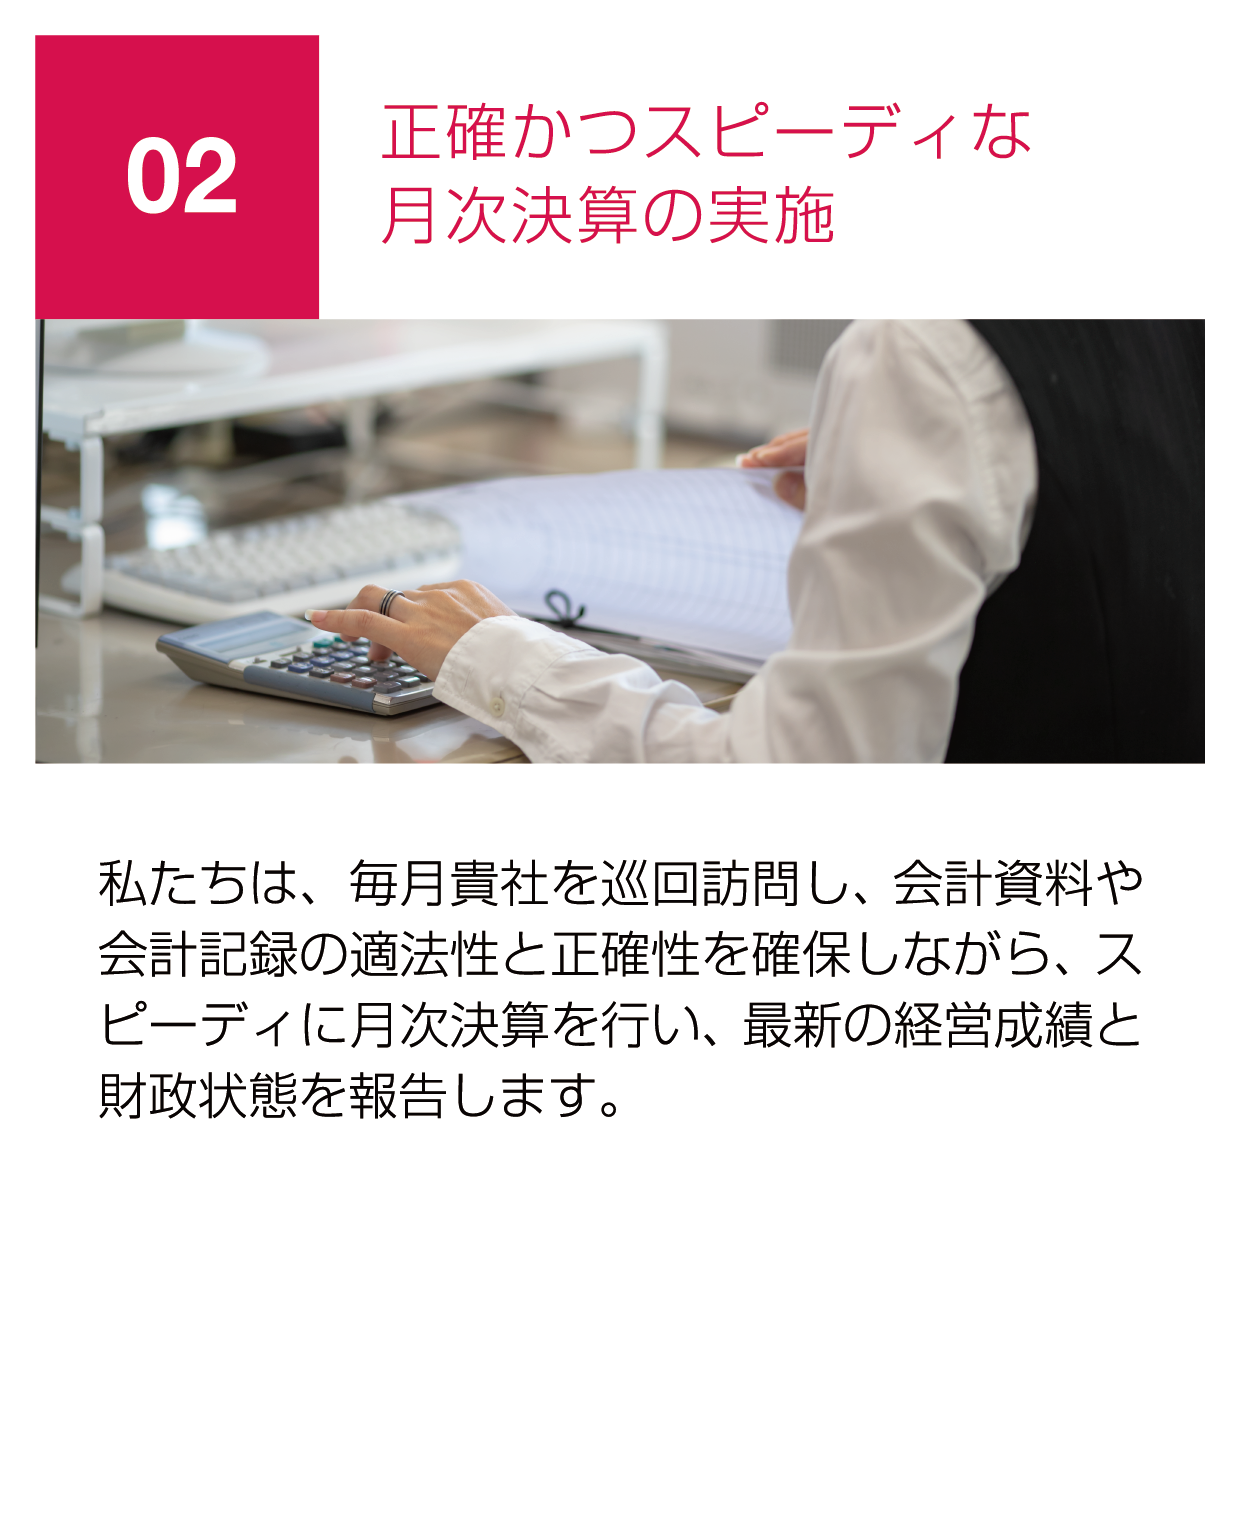 02
正確かつスピーディな
月次決算の実施
私たちは、毎月貴社を巡回訪問し、会計資料や
会計記録の適法性と正確性を確保しながら、ス
ピーディに月次決算を行い、最新の経営成績と
財政状態を報告します。